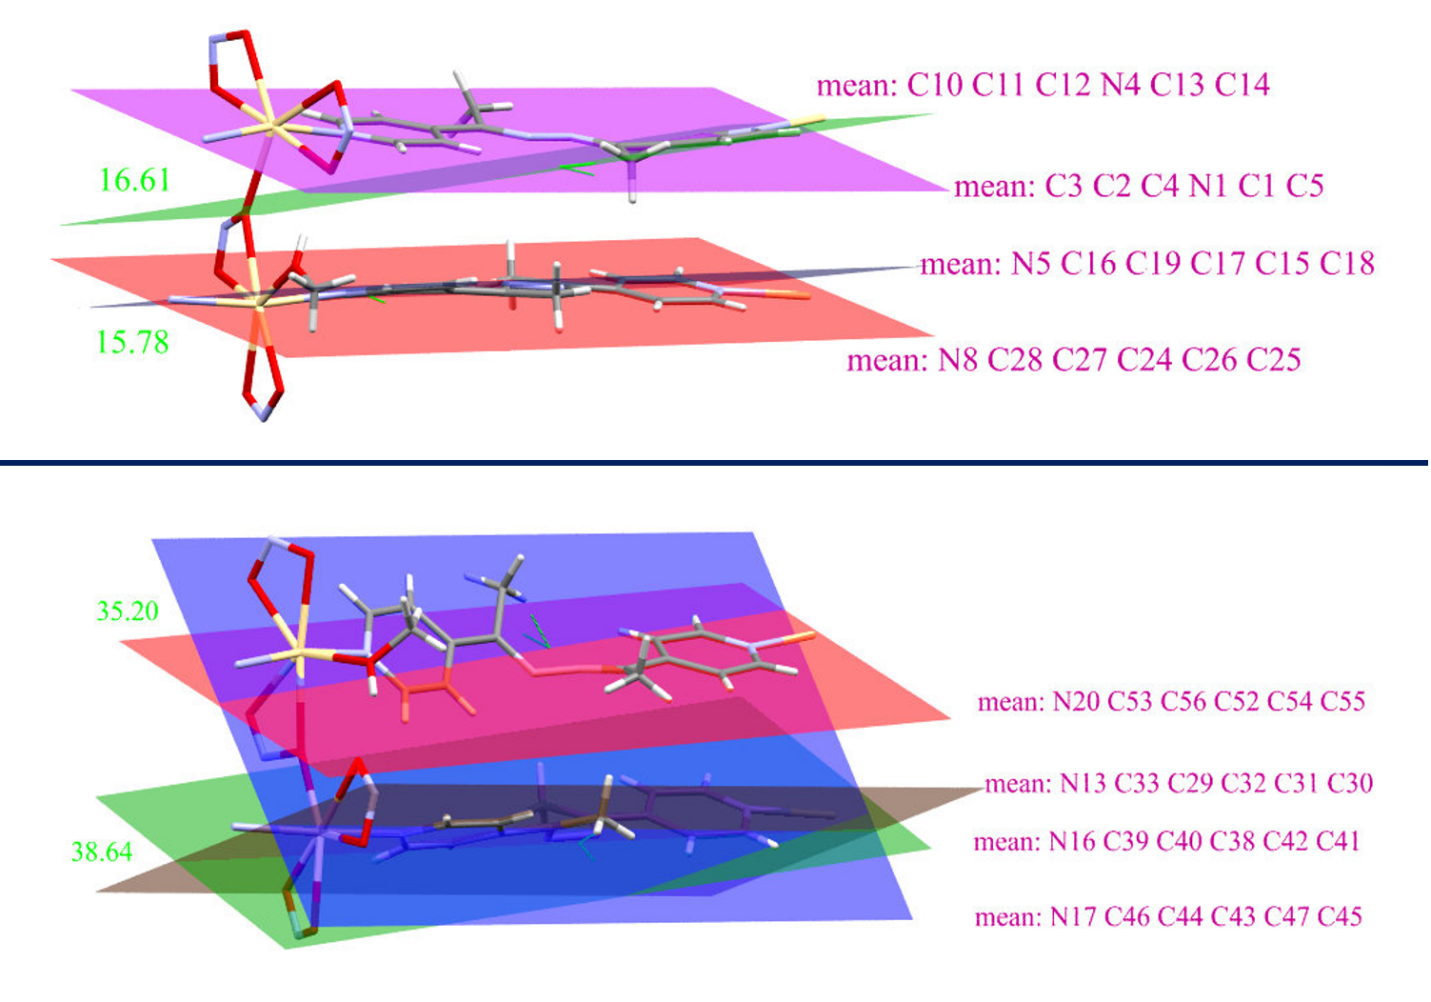 mean: C10 C11 C12 N4 C13 C14
16.61
mean: C3 C2 C4 N1 C1 C5
mean: N5 C16 C19 C17 C15 C18
15.78
mean: N8 C28 C27 C24 C26 C25
35.20
mean: N20 C53 C56 C52 C54 C55
mean: N13 C33 C29 C32 C31 C30
38.64
mean: N16 C39 C40 C38 C42 C41
mean: N17 C46 C44 C43 C47 C45